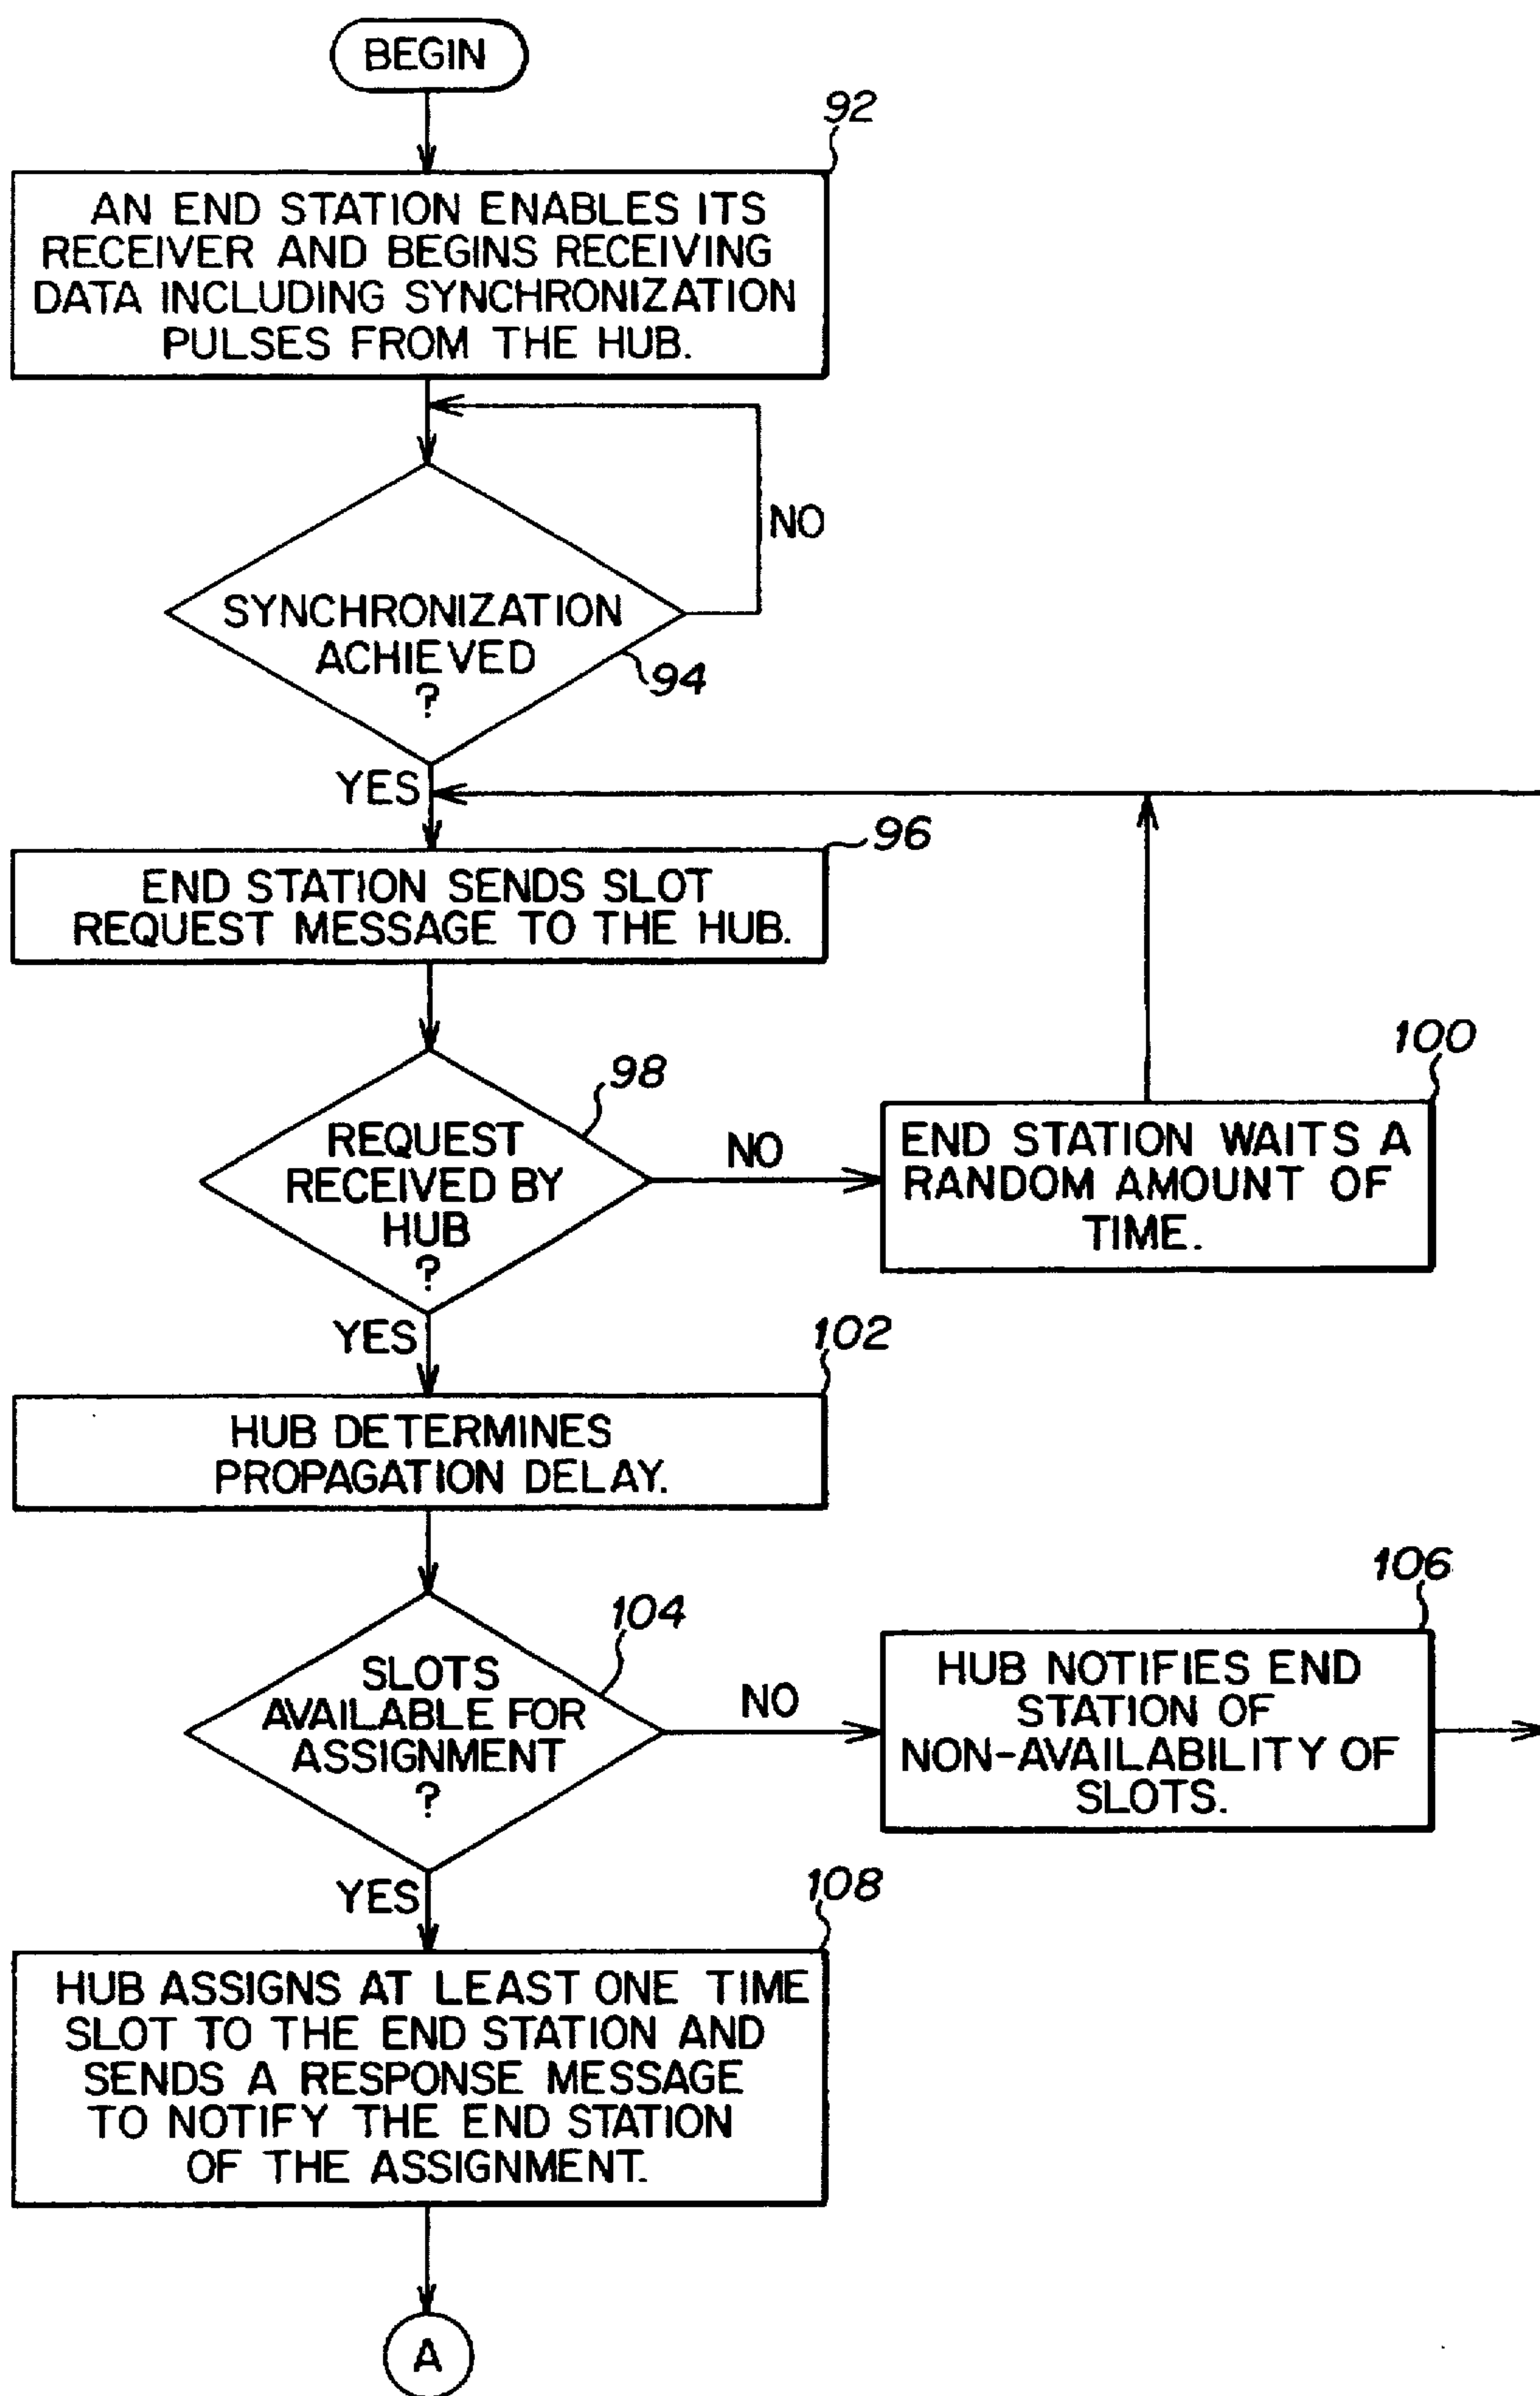 BEGIN
92
AN END STATION ENABLES ITS
RECEIVER AND BEGINS RECEIVING
DATA INCLUDING SYNCHRONIZATION
PULSES FROM THE HUB.
NO
SYNCHRONIZATION
ACHIEVED
?
94
YES
96
END STATION SENDS SLOT
REQUEST MESSAGE TO THE HUB.
98
REQUEST
RECEIVED BY
HUB
?
NO
100
END STATION WAITS A
RANDOM AMOUNT OF
TIME.
YES
102
HUB DETERMINES
PROPAGATION DELAY.
104
SLOTS
AVAILABLE FOR
ASSIGNMENT
?
NO
106
HUB NOTIFIES END
STATION OF
NON-AVAILABILITY OF
SLOTS.
YES
108
HUB ASSIGNS AT LEAST ONE TIME
SLOT TO THE END STATION AND
SENDS A RESPONSE MESSAGE
TO NOTIFY THE END STATION
OF THE ASSIGNMENT.
A